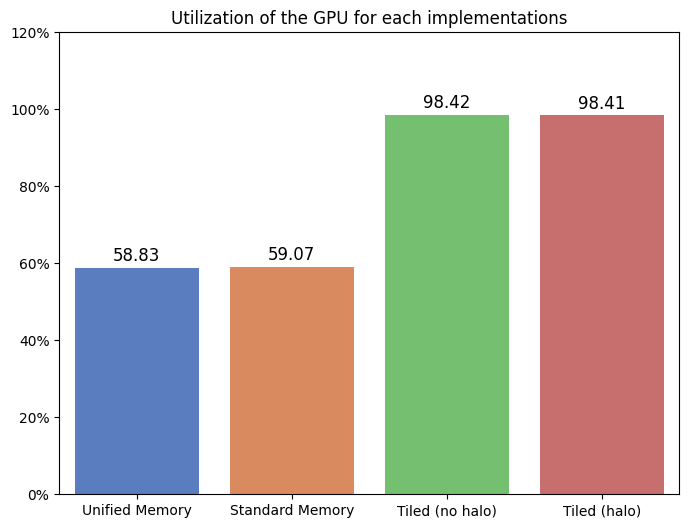 Utilization of the GPU for each implementations
120%
100%
80%
60%
40%
20%
0%
58.83
59.07
98.42
98.41
Unified Memory
Standard Memory
Tiled (no halo)
Tiled (halo)